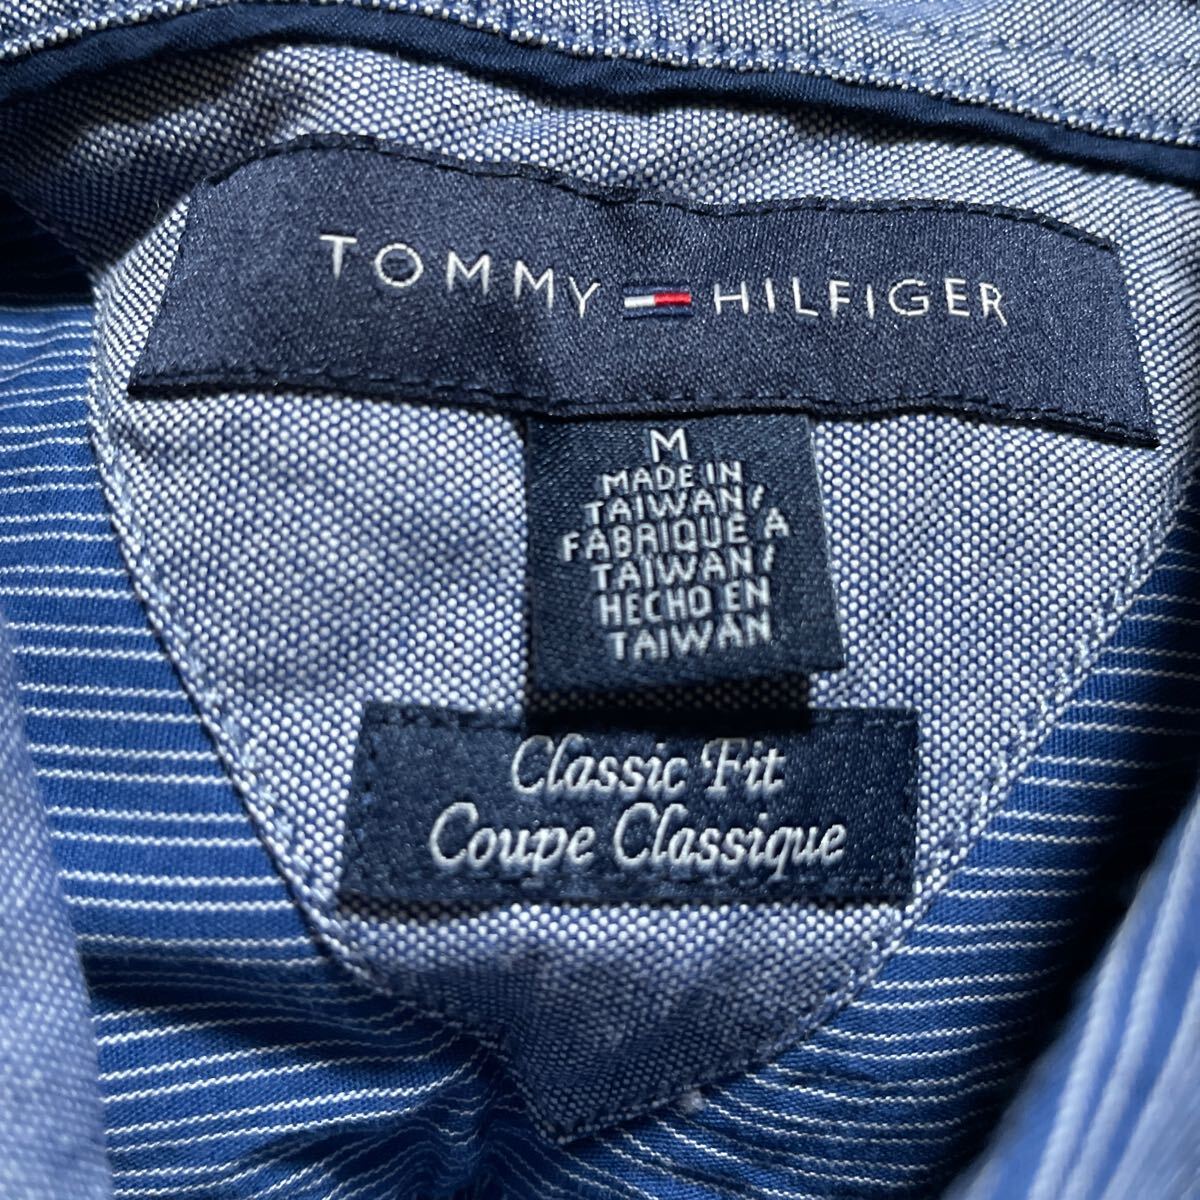 TOMMY HILFIGER
M
MADE IN
TAIWAN/
FABRIQUE A
TAIWAN/
HECHO EN
TAIWAN
Classic Fit
Coupe Classique